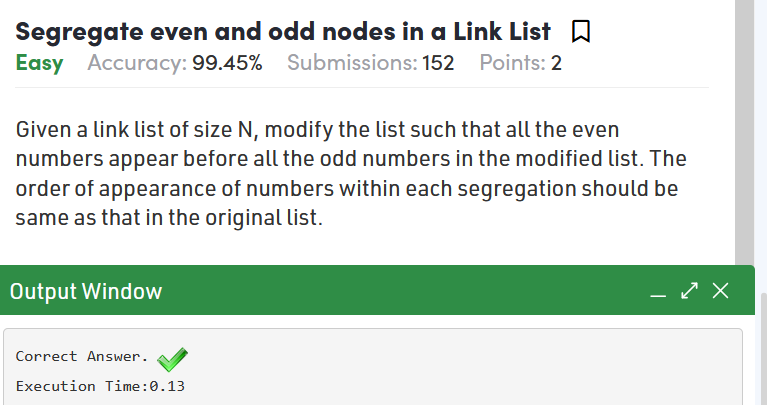 Segregate even and odd nodes in a Link List
Easy Accuracy: 99.45% Submissions: 152 Points: 2
Given a link list of size N, modify the list such that all the even
numbers appear before all the odd numbers in the modified list. The
order of appearance of numbers within each segregation should be
same as that in the original list.
Output Window
Correct Answer.
Execution Time:0.13